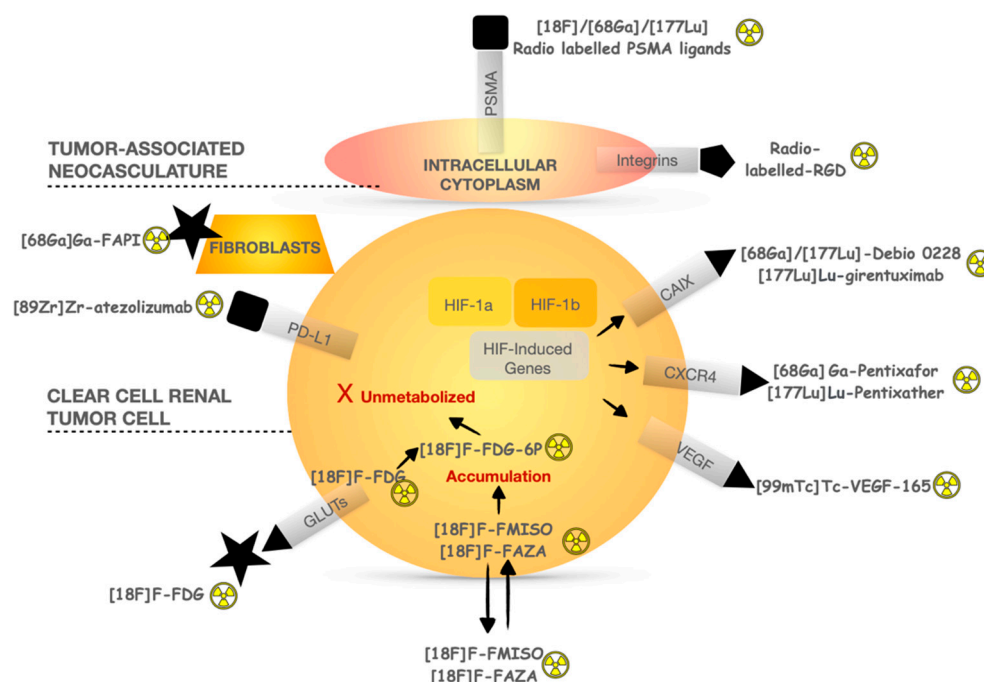 [18F]/[68Ga]/[177Lu]
Radio labelled PSMA ligands
PSMA
TUMOR-ASSOCIATED
NEOCASCULATURE
INTRACELLULAR
CYTOPLASM
Integrins
Radio-
labelled-RGD
[68Ga]Ga-FAPI
FIBROBLASTS
[89Zr]Zr-atezolizumab
PD-L1
HIF-1a
HIF-1b
HIF-Induced
Genes
CAIX
[68Ga]/[177Lu]-Debio 0228
[177Lu]Lu-girentuximab
CXCR4
[68Ga] Ga-Pentixafor
[177Lu]Lu-Pentixather
VEGF
[99mTc]Tc-VEGF-165
CLEAR CELL RENAL
TUMOR CELL
X Unmetabolized
[18F]F-FDG-6P
[18F]F-FDG
Accumulation
GLUTs
[18F]F-FMISO
[18F]F-FAZA
[18F]F-FDG
[18F]F-FMISO
[18F]F-FAZA